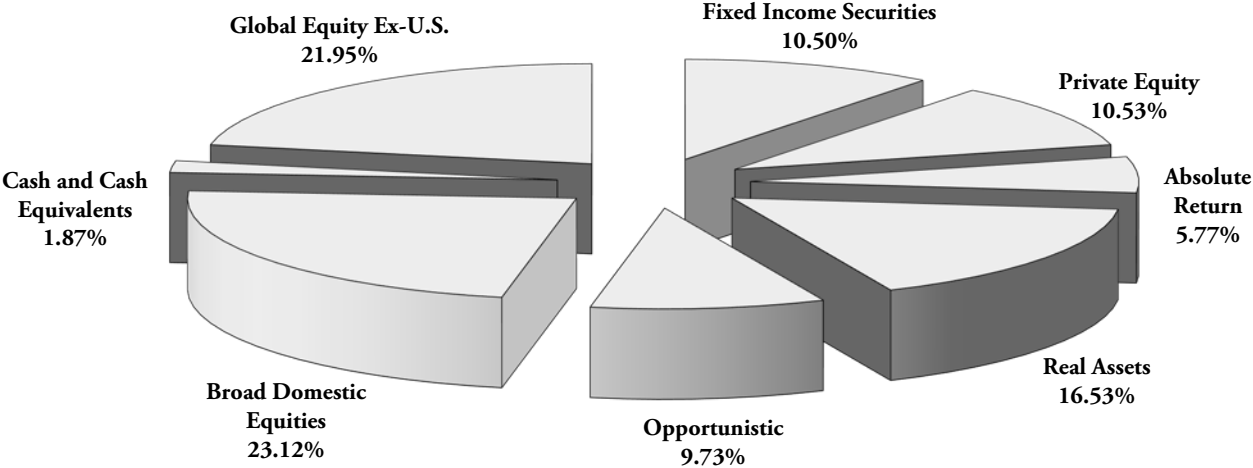 Fixed Income Securities
10.50%
Private Equity
10.53%
Absolute
Return
5.77%
Real Assets
16.53%
Opportunistic
9.73%
Broad Domestic
Equities
23.12%
Cash and Cash
Equivalents
1.87%
Global Equity Ex-U.S.
21.95%